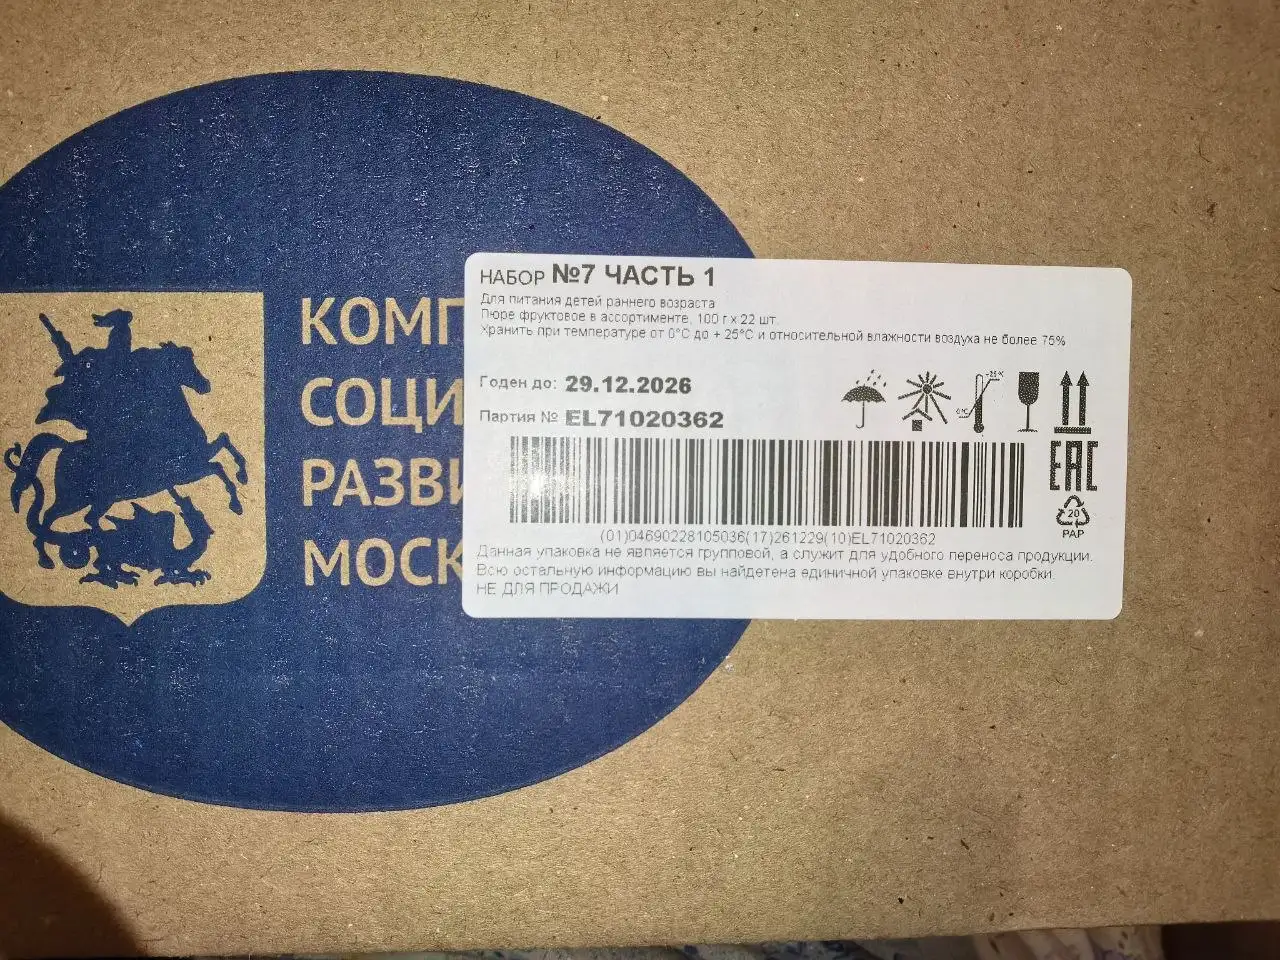 КОМП
СОЦИ
РАЗВИ
МОСК
НАБОР №7 ЧАСТЬ 1
Для питания детей раннего возраста
Пюре фруктовое в ассортименте, 100 г х 22 шт.
Хранить при температуре от 0°C до + 25°C и относительной влажности воздуха не более 75%
Годен до: 29.12.2026
Партия № EL71020362
+25 °C
0°C
EAC
20
PAP
(01)04690228105036(17)261229(10)EL71020362
Данная упаковка не является групповой, а служит для удобного переноса продукции.
Всю остальную информацию вы найдетена единичной упаковке внутри коробки.
НЕ ДЛЯ ПРОДАЖИ